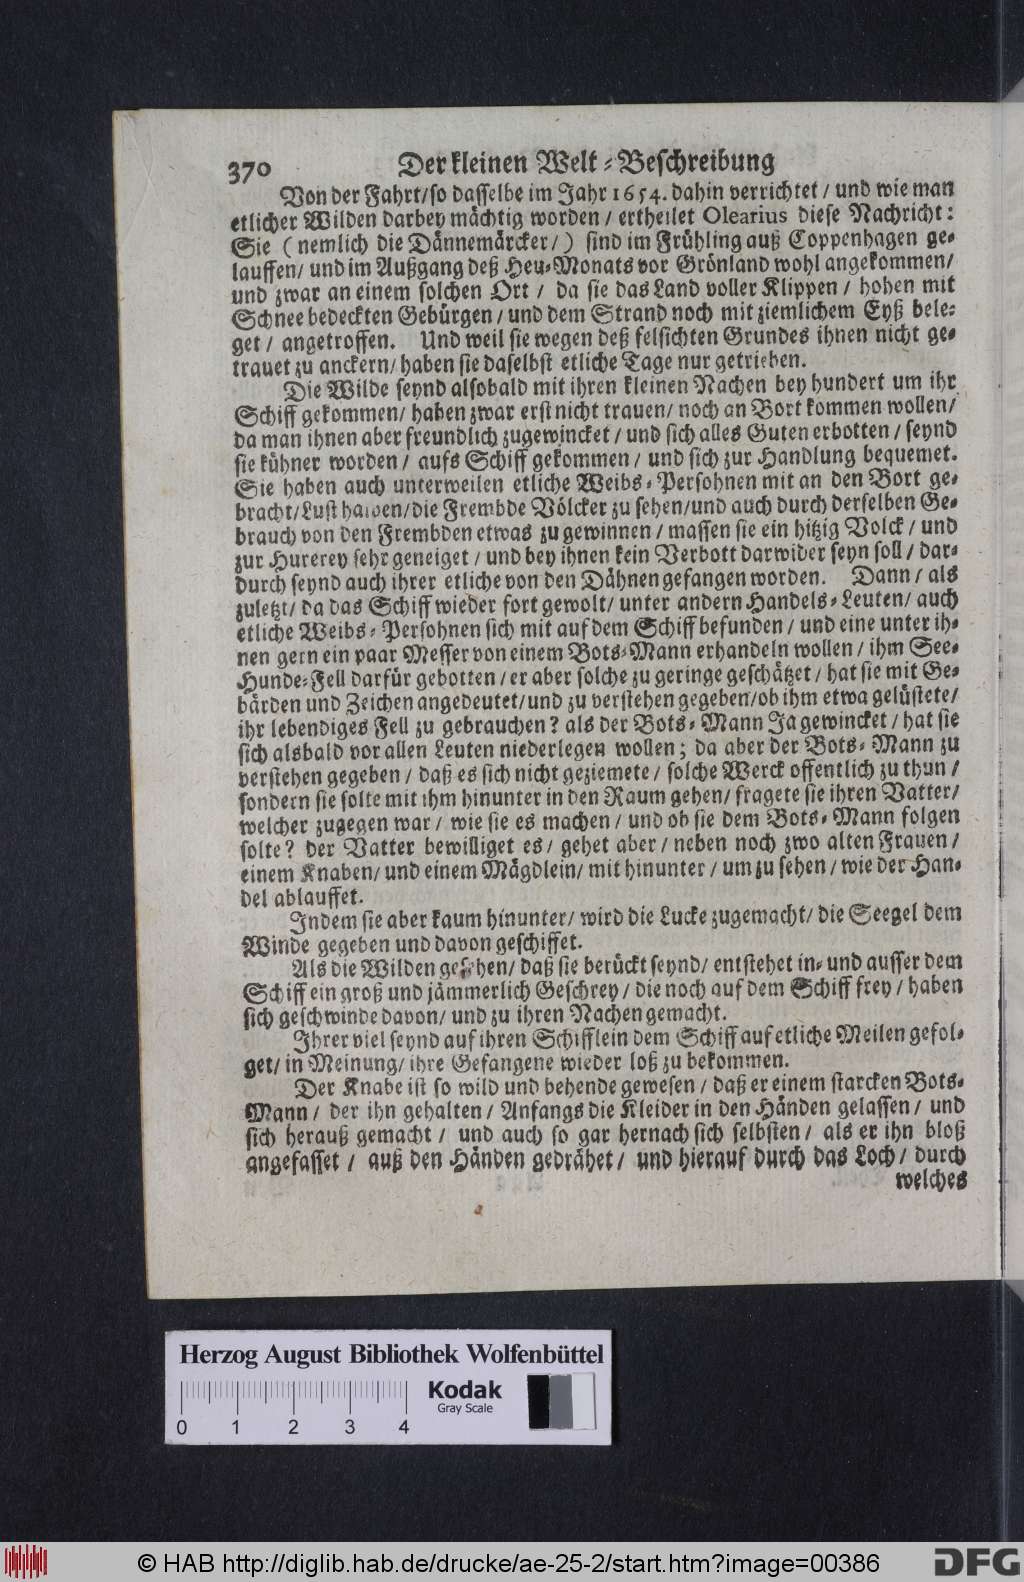 370 Der kleinen Welt-Beschreibung
Von der Fahrt/so dasselbe im Jahr 1654. dahin verrichtet / und wie man
etlicher Wilden darbey mächtig worden / ertheilet Olearius diese Nachricht:
Sie ( nemlich die Dännemärcker/ ) sind im Frühling auß Coppenhagen ge-
lauffen/ und im Außgang deß Heu-Monats vor Grönland wohl angekommen/
und zwar an einem solchen Ort / da sie das Land voller Klippen / hohen mit
Schnee bedeckten Gebürgen / und dem Strand noch mit ziemlichem Eyß bele-
get / angetroffen. Und weil sie wegen deß felsichten Grundes ihnen nicht ge-
trauet zu anckern/ haben sie daselbst etliche Tage nur getrieben.
Die Wilde seynd alsobald mit ihren kleinen Nachen bey hundert um ihr
Schiff gekommen/ haben zwar erst nicht trauen/ noch an Bort kommen wollen/
da man ihnen aber freundlich zugewincket / und sich alles Guten erbotten / seynd
sie kühner worden / aufs Schiff gekommen / und sich zur Handlung bequemet.
Sie haben auch unterweilen etliche Weibs-Persohnen mit an den Bort ge-
bracht/Lust halben/die Frembde Völcker zu sehen/und auch durch derselben Ge-
brauch von den Frembden etwas zu gewinnen / massen sie ein hitzig Volck / und
zur Hurerey sehr geneiget / und bey ihnen kein Verbott darwider seyn soll / dar-
durch seynd auch ihrer etliche von den Dähnen gefangen worden. Dann / als
zuletzt/ da das Schiff wieder fort gewolt/ unter andern Handels-Leuten/ auch
etliche Weibs-Persohnen sich mit auf dem Schiff befunden / und eine unter ih-
nen gern ein paar Messer von einem Bots-Mann erhandeln wollen / ihm See-
Hunde-Fell darfür gebotten / er aber solche zu geringe geschätzet / hat sie mit Ge-
bärden und Zeichen angedeutet/und zu verstehen gegeben/ob ihm etwa gelüstete/
ihr lebendiges Fell zu gebrauchen? als der Bots-Mann Ja gewincket / hat sie
sich alsbald vor allen Leuten niederlegen wollen; da aber der Bots-Mann zu
verstehen gegeben / daß es sich nicht geziemete / solche Werck offentlich zu thun /
sondern sie solte mit ihm hinunter in den Raum gehen/ fragete sie ihren Vatter/
welcher zugegen war / wie sie es machen / und ob sie dem Bots-Mann folgen
solte? der Vatter bewilliget es / gehet aber / neben noch zwo alten Frauen /
einem Knaben/ und einem Mägdlein/ mit hinunter / um zu sehen / wie der Han-
del ablauffet.
Indem sie aber kaum hinunter/ wird die Lucke zugemacht/ die Seegel dem
Winde gegeben und davon geschiffet.
Als die Wilden gesehen/ daß sie berückt seynd/ entstehet in- und ausser dem
Schiff ein groß und jämmerlich Geschrey / die noch auf dem Schiff frey / haben
sich geschwinde davon/ und zu ihren Nachen gemacht.
Ihrer viel seynd auf ihren Schifflein dem Schiff auf etliche Meilen gefol-
get/ in Meinung/ ihre Gefangene wieder loß zu bekommen.
Der Knabe ist so wild und behende gewesen / daß er einem starcken Bots-
Mann / der ihn gehalten / Anfangs die Kleider in den Händen gelassen / und
sich herauß gemacht / und auch so gar hernach sich selbsten / als er ihn bloß
angefasset / auß den Händen gedrähet / und hierauf durch das Loch / durch
welches
Herzog August Bibliothek Wolfenbüttel
Kodak
Gray Scale
0 1 2 3 4
© HAB http://diglib.hab.de/drucke/ae-25-2/start.htm?image=00386
DFG